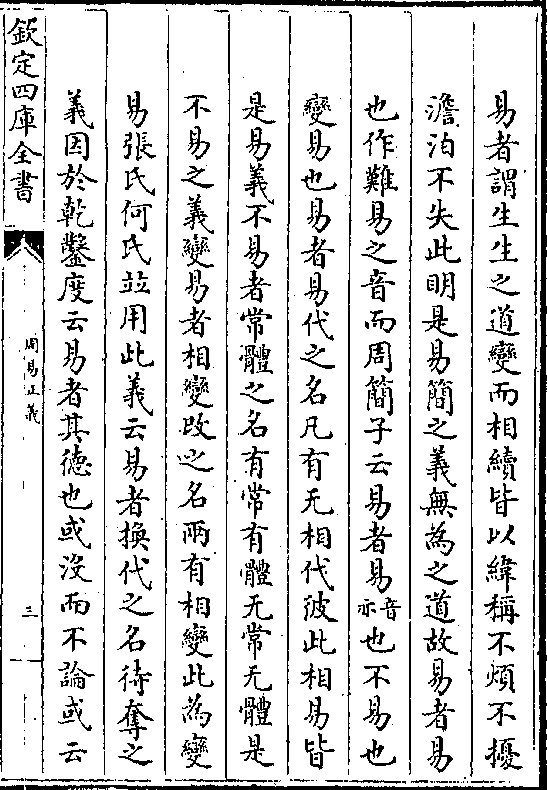 易者謂生生之道變而相續皆以緯稱不煩不擾
澹泊不失此明是易簡之義無為之道故易者易
也作難易之音而周簡子云易者易音亦也不易也
變易也易者易代之名凡有无相代彼此相易皆
是易義不易者常體之名有常有體无常无體是
不易之義變易者相變改之名兩有相變此為變
易張氏何氏並用此義云易者換代之名待奪之
義因於乾鑿度云易者其徳也或沒而不論或云
欽定四庫全書
周易正義
三